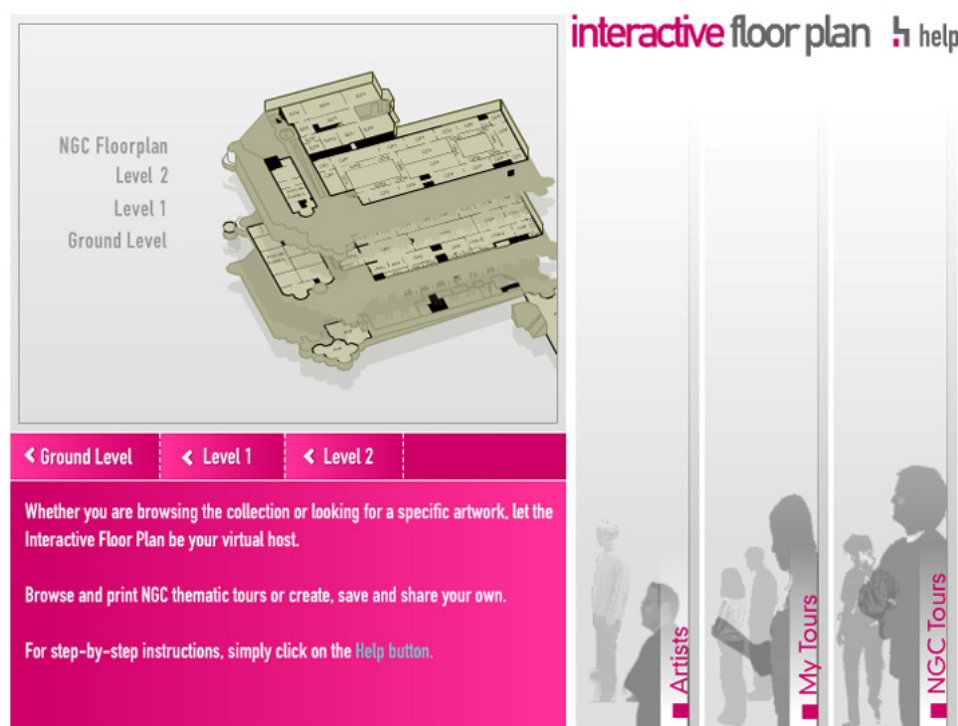 interactive floor plan help
NGC Floorplan
Level 2
Level 1
Ground Level
Ground Level Level 1 Level 2
Whether you are browsing the collection or looking for a specific artwork, let the
Interactive Floor Plan be your virtual host.
Browse and print NGC thematic tours or create, save and share your own.
For step-by-step instructions, simply click on the Help button.
Artists
My Tours
NGC Tours